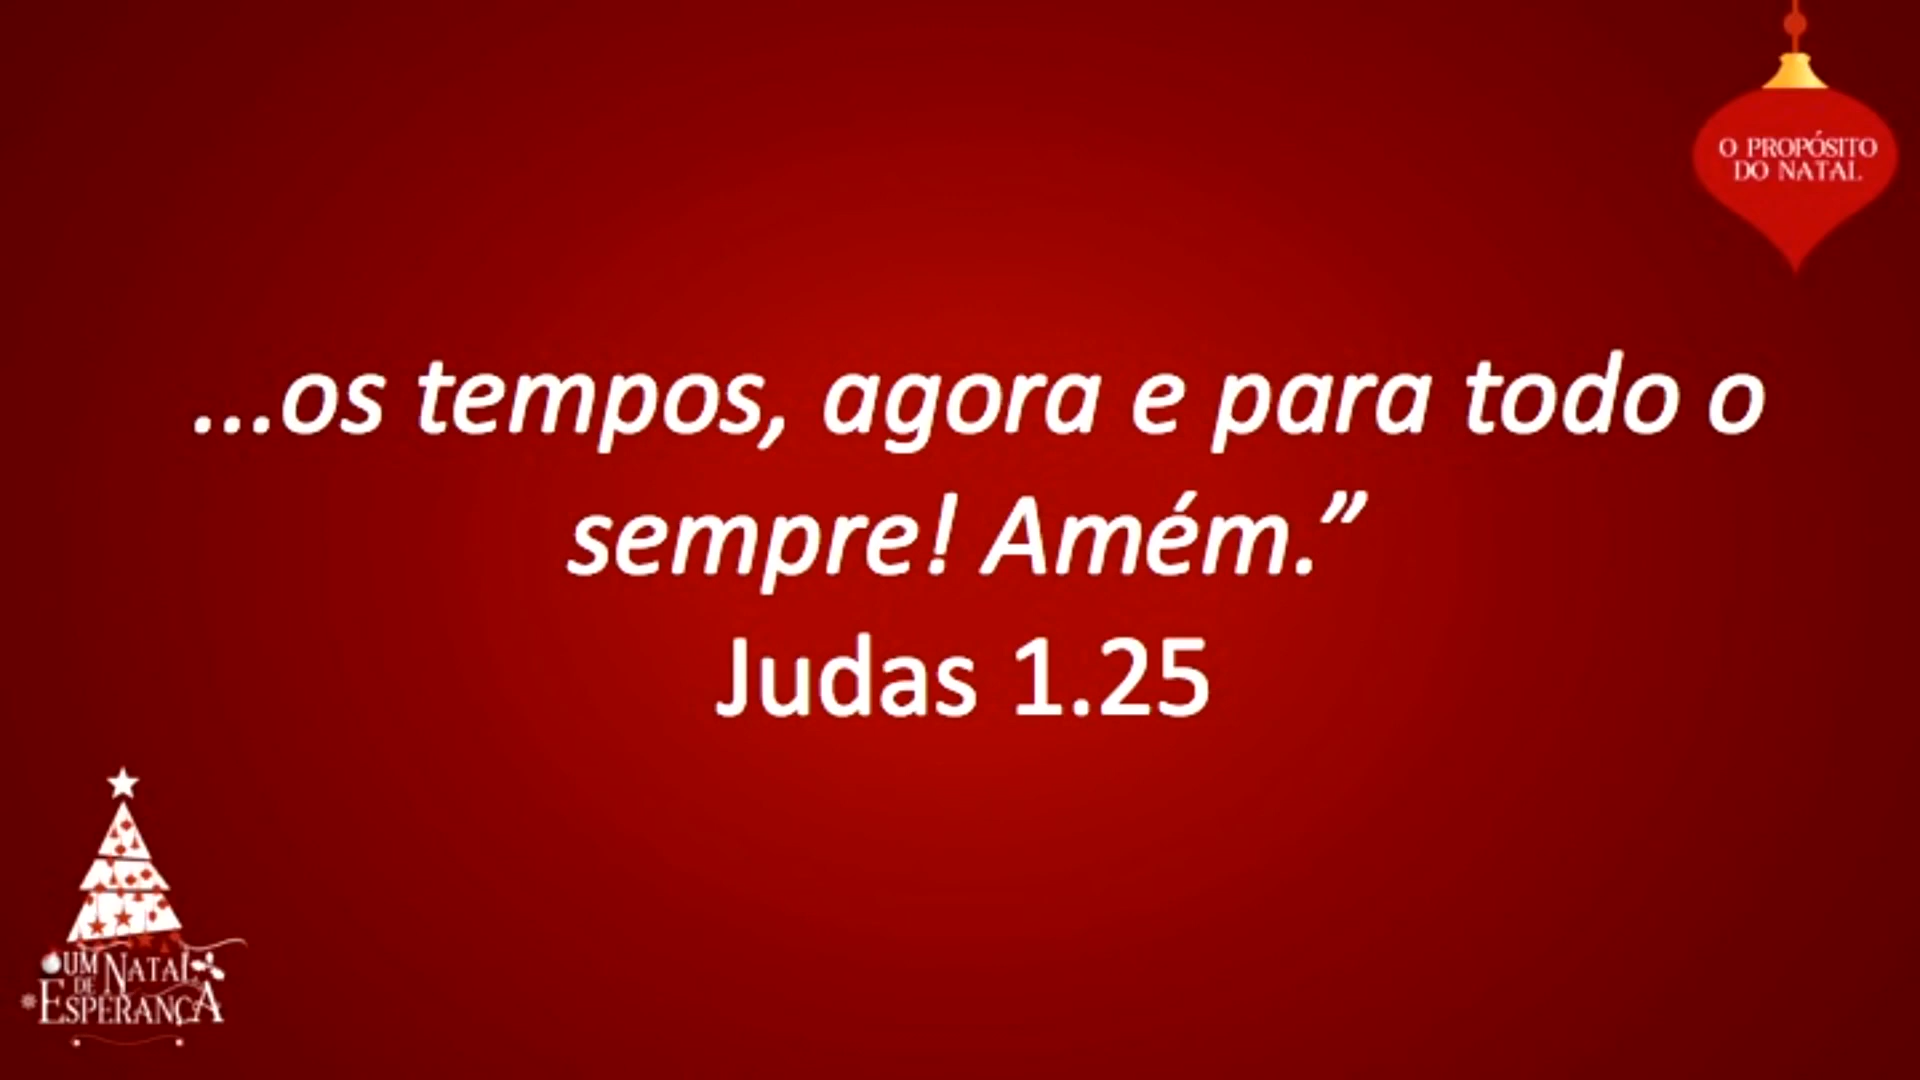 O PROPÓSITO
DO NATAL
...os tempos, agora e para todo o
sempre! Amém.”
Judas 1.25
UM NATAL
DE
ESPERANÇA